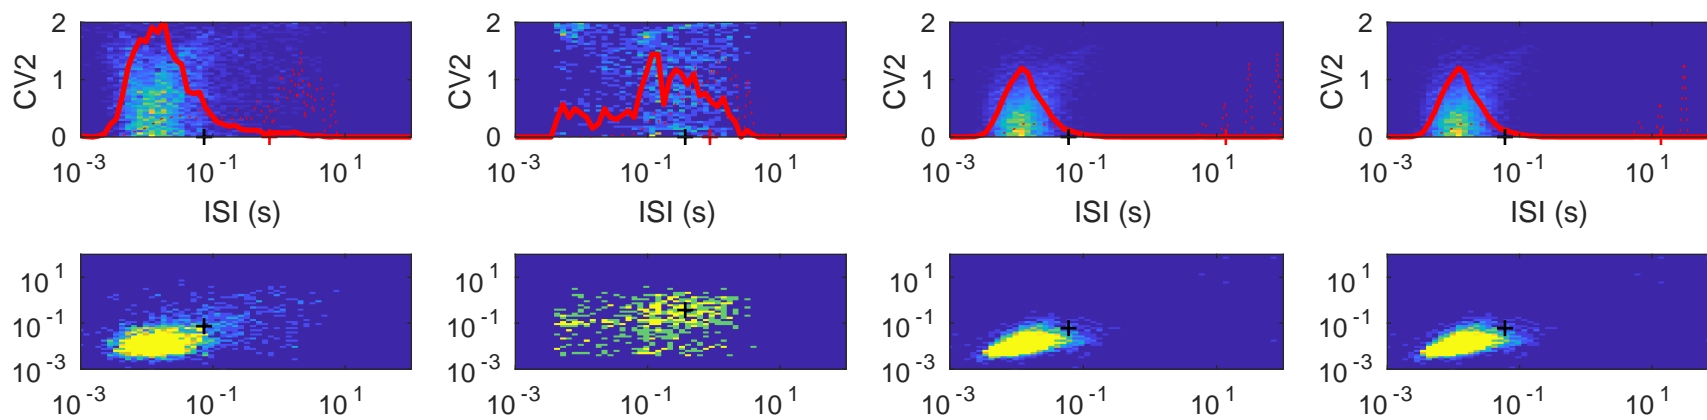 2 2 2 2
CV2 CV2 CV2 CV2
1 1 1 1
0 0 0 0
10^-3 10^-1 10^1 10^-3 10^-1 10^1 10^-3 10^-1 10^1 10^-3 10^-1 10^1
ISI (s) ISI (s) ISI (s) ISI (s)
10^1 10^1 10^1 10^1
10^-1 10^-1 10^-1 10^-1
10^-3 10^-3 10^-3 10^-3
10^-3 10^-1 10^1 10^-3 10^-1 10^1 10^-3 10^-1 10^1 10^-3 10^-1 10^1